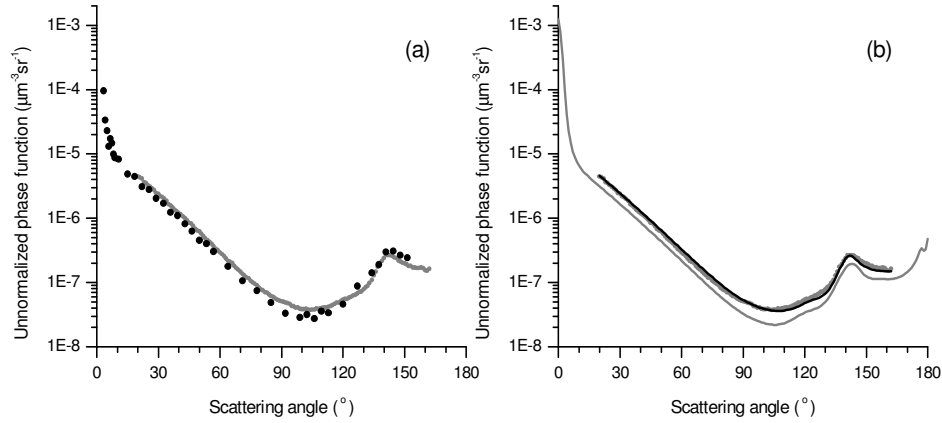 (a)
1E-3
1E-4
1E-5
1E-6
1E-7
1E-8
Unnormalized phase function (μm⁻³sr⁻¹)
0 30 60 90 120 150 180
Scattering angle (°)
(b)
1E-3
1E-4
1E-5
1E-6
1E-7
1E-8
Unnormalized phase function (μm⁻³sr⁻¹)
0 30 60 90 120 150 180
Scattering angle (°)